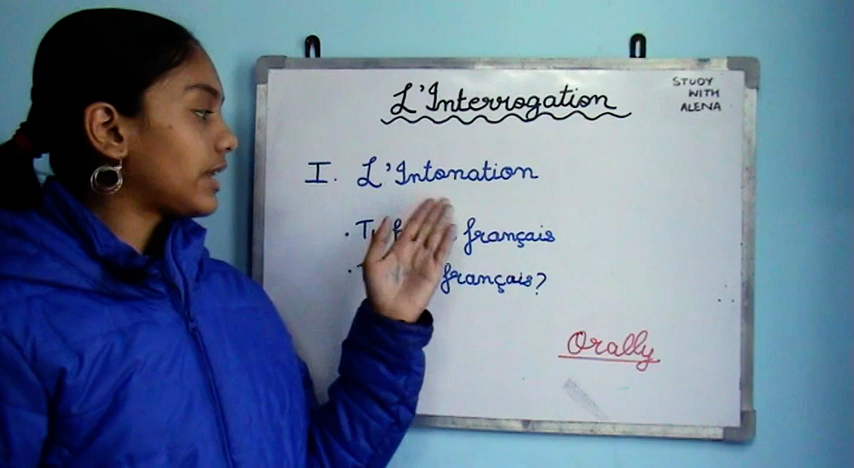 L'Interrogation
STUDY
WITH
ALENA
I. L'Intonation
français
français?
Orally